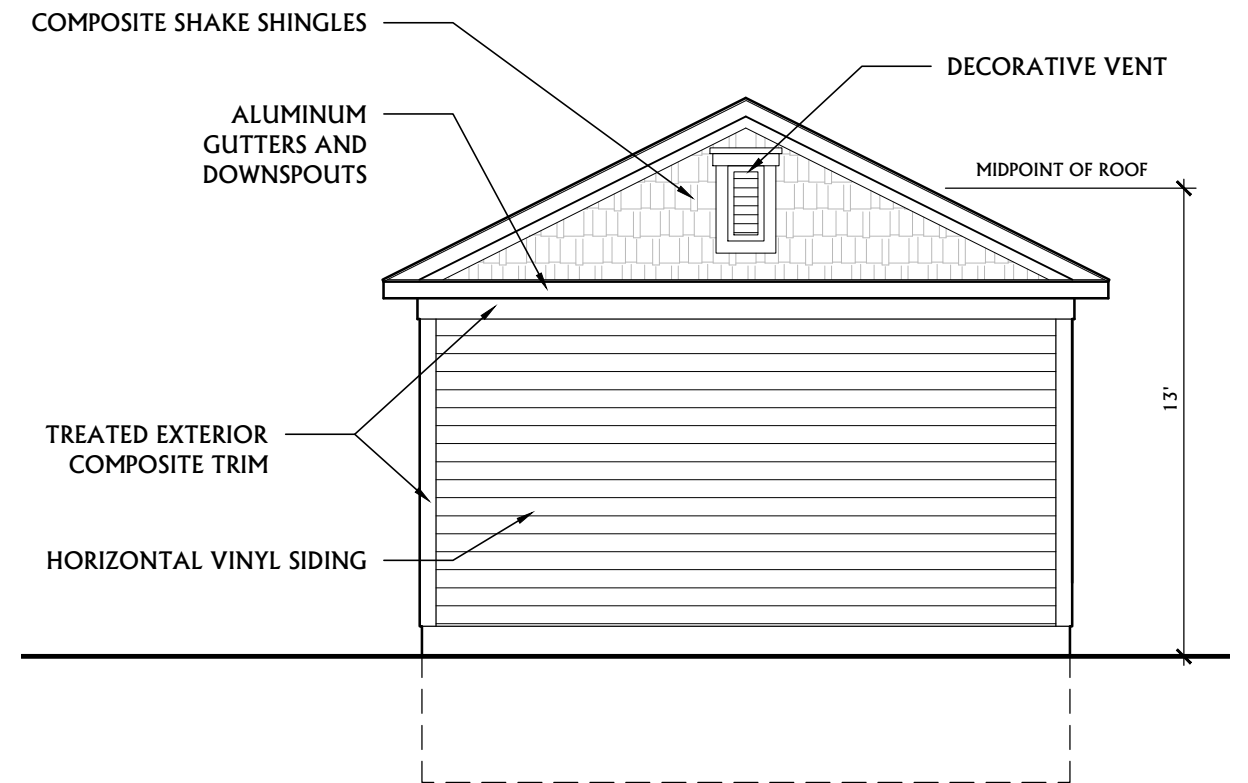 COMPOSITE SHAKE SHINGLES
DECORATIVE VENT
ALUMINUM
GUTTERS AND
DOWNSPOUTS
MIDPOINT OF ROOF
13'
TREATED EXTERIOR
COMPOSITE TRIM
HORIZONTAL VINYL SIDING